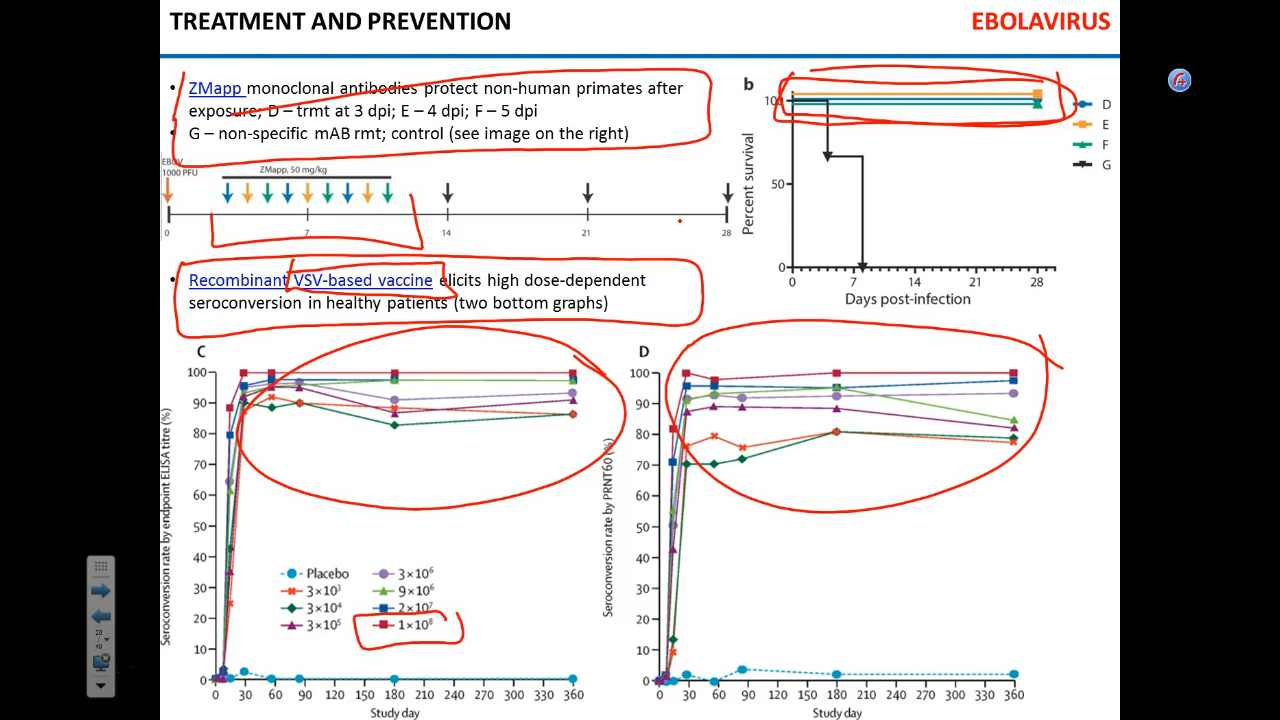 TREATMENT AND PREVENTION
EBOLAVIRUS
• ZMapp monoclonal antibodies protect non-human primates after
exposure; D – trmt at 3 dpi; E – 4 dpi; F – 5 dpi
• G – non-specific mAB rmt; control (see image on the right)
EBOV
1000 PFU
ZMapp, 50 mg/kg
0 7 14 21 28
b
Percent survival
100
50
0
0 7 14 21 28
Days post-infection
D
E
F
G
• Recombinant VSV-based vaccine elicits high dose-dependent
seroconversion in healthy patients (two bottom graphs)
C
Seroconversion rate by endpoint ELISA titre (%)
100
90
80
70
60
50
40
30
20
10
0
0 30 60 90 120 150 180 210 240 270 300 330 360
Study day
Placebo
3×10³
3×10⁴
3×10⁵
3×10⁶
9×10⁶
2×10⁷
1×10⁸
D
Seroconversion rate by PRNT60 (%)
100
90
80
70
60
50
40
30
20
10
0
0 30 60 90 120 150 180 210 240 270 300 330 360
Study day